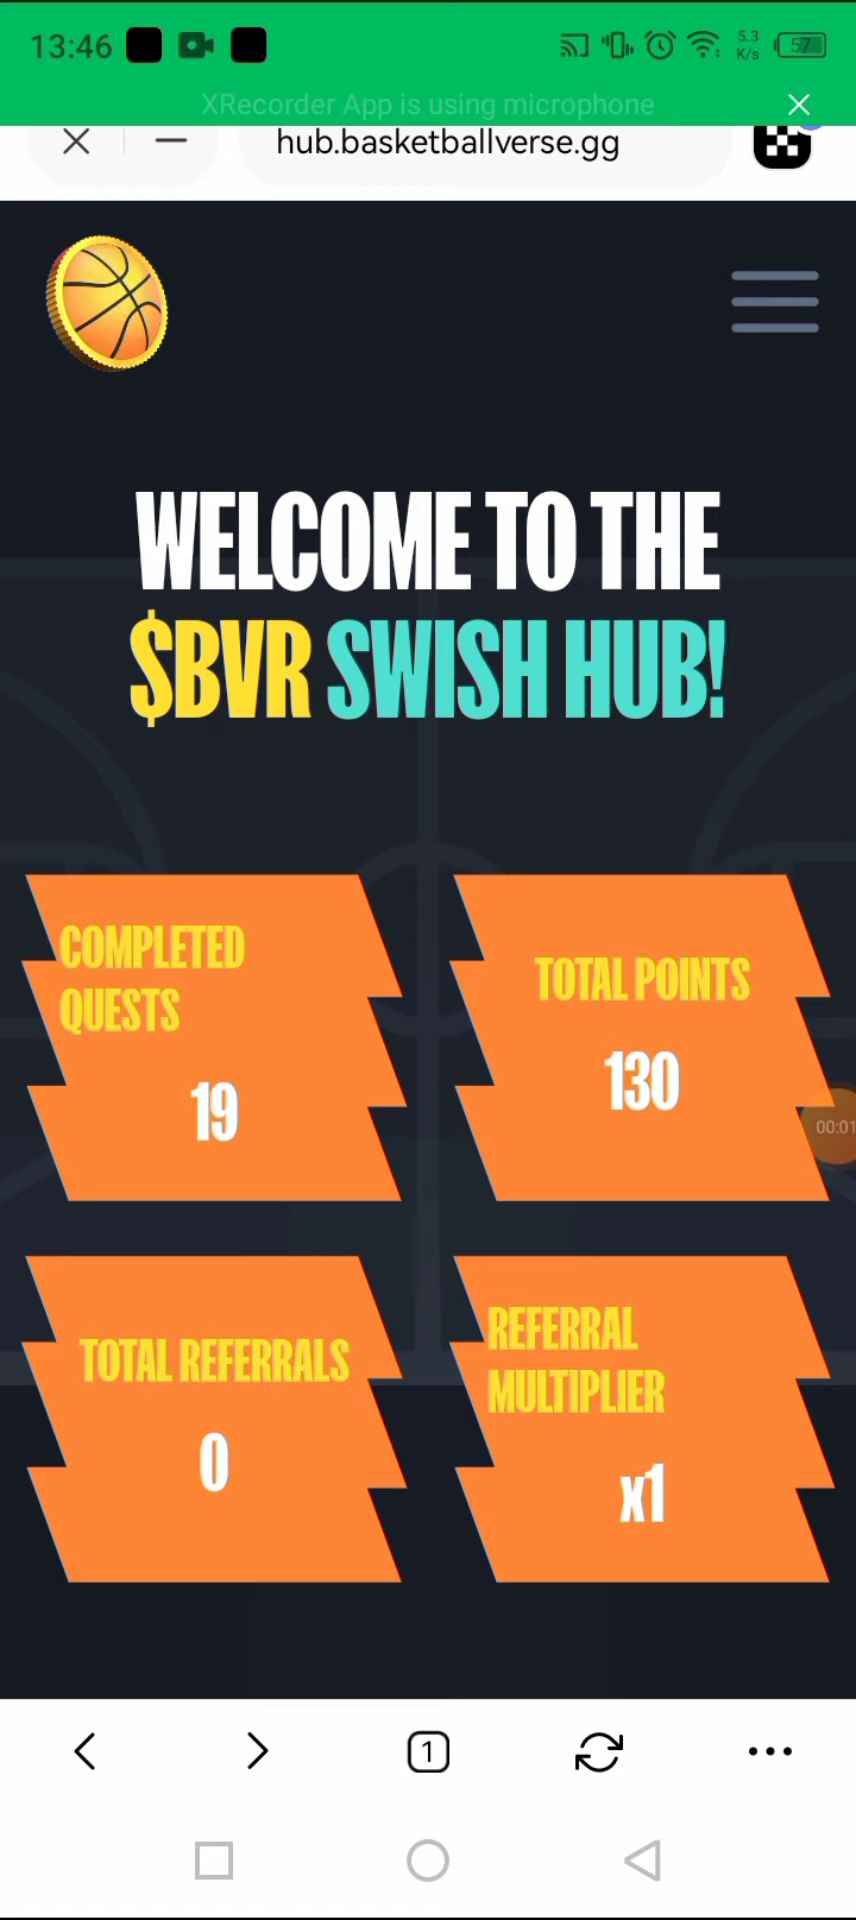 13:46
5.3
K/s
57
XRecorder App is using microphone
hub.basketballverse.gg
WELCOME TO THE
$BVR SWISH HUB!
COMPLETED
QUESTS
19
TOTAL POINTS
130
00:01
TOTAL REFERRALS
0
REFERRAL
MULTIPLIER
x1
1